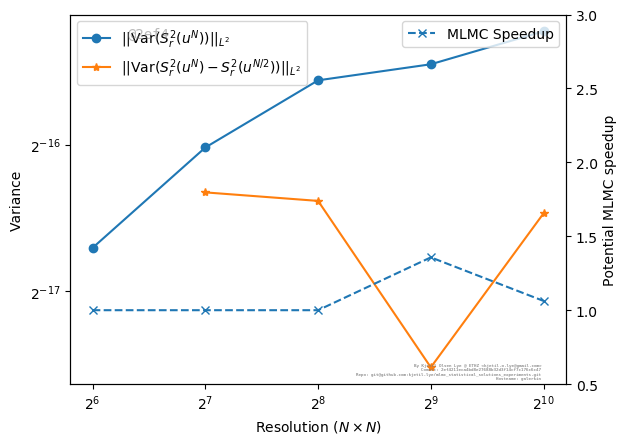 ||Var(S_r^2(u^N))||_{L^2}
||Var(S_r^2(u^N) − S_r^2(u^{N/2}))||_{L^2}
MLMC Speedup
Variance
2^{−16}
2^{−17}
3.0
2.5
2.0
1.5
1.0
0.5
Potential MLMC speedup
2^6
2^7
2^8
2^9
2^{10}
Resolution (N × N)